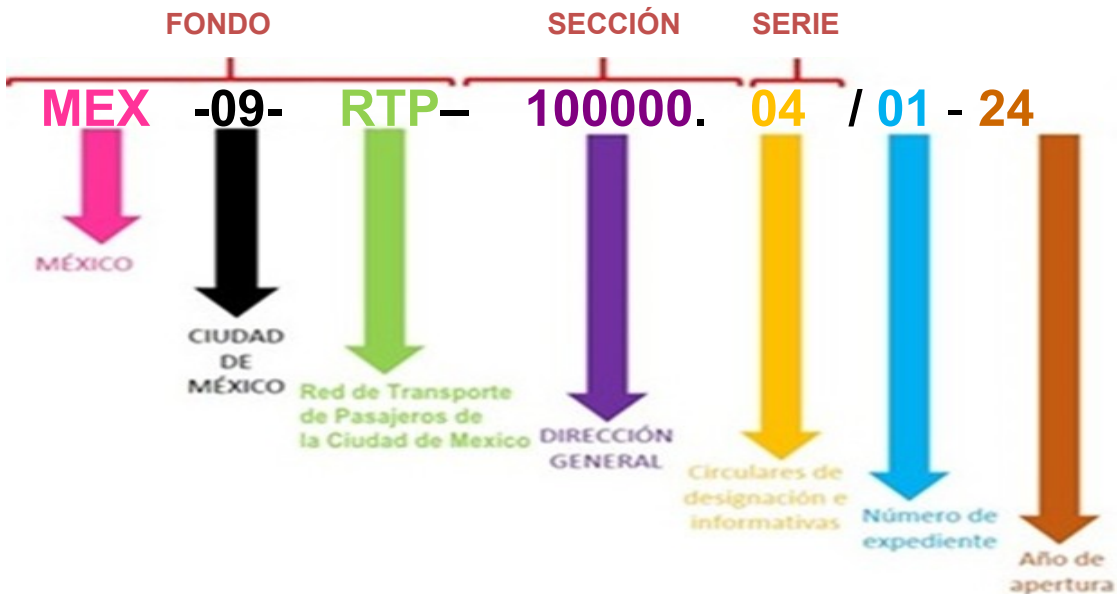 FONDO SECCIÓN SERIE
MEX -09- RTP– 100000. 04 / 01 - 24
MÉXICO
CIUDAD
DE
MÉXICO
Red de Transporte
de Pasajeros de
la Ciudad de Mexico
DIRECCIÓN
GENERAL
Circulares de
designación e
informativas
Número de
expediente
Año de
apertura